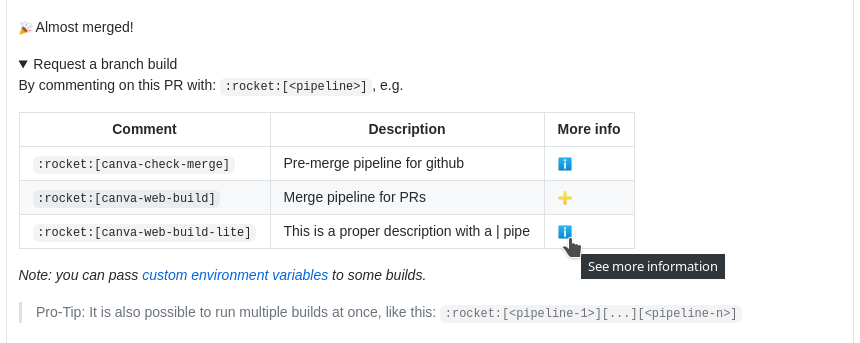 🎉 Almost merged!
▼ Request a branch build
By commenting on this PR with: :rocket:[<pipeline>] , e.g.
Comment Description More info
:rocket:[canva-check-merge] Pre-merge pipeline for github ℹ️
:rocket:[canva-web-build] Merge pipeline for PRs ➕
:rocket:[canva-web-build-lite] This is a proper description with a | pipe ℹ️
See more information
Note: you can pass custom environment variables to some builds.
Pro-Tip: It is also possible to run multiple builds at once, like this: :rocket:[<pipeline-1>][...][<pipeline-n>]